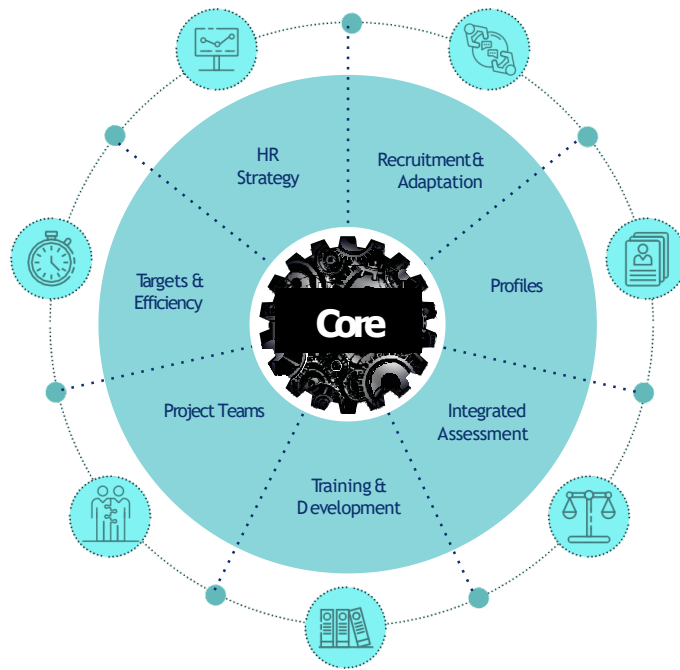 HR
Strategy
Recruitment &
Adaptation
Targets &
Efficiency
Profiles
Core
Project Teams
Integrated
Assessment
Training &
Development